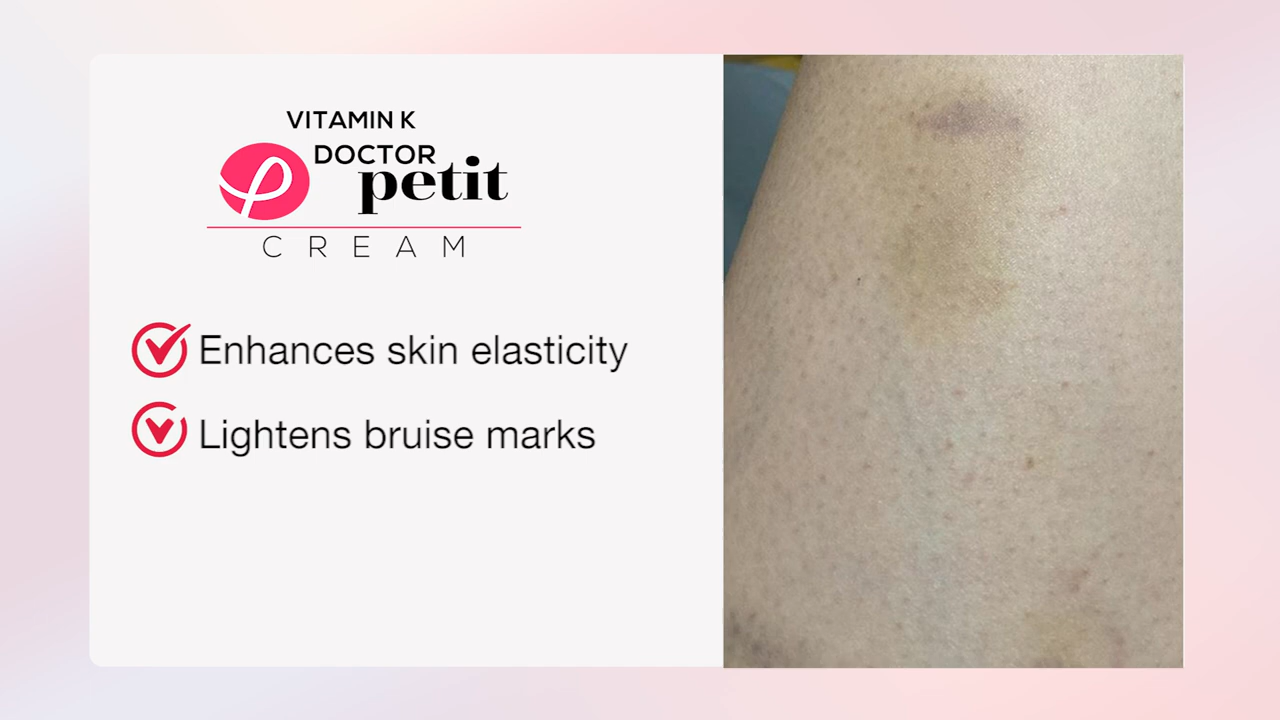 VITAMIN K
DOCTOR
petit
CREAM
Enhances skin elasticity
Lightens bruise marks